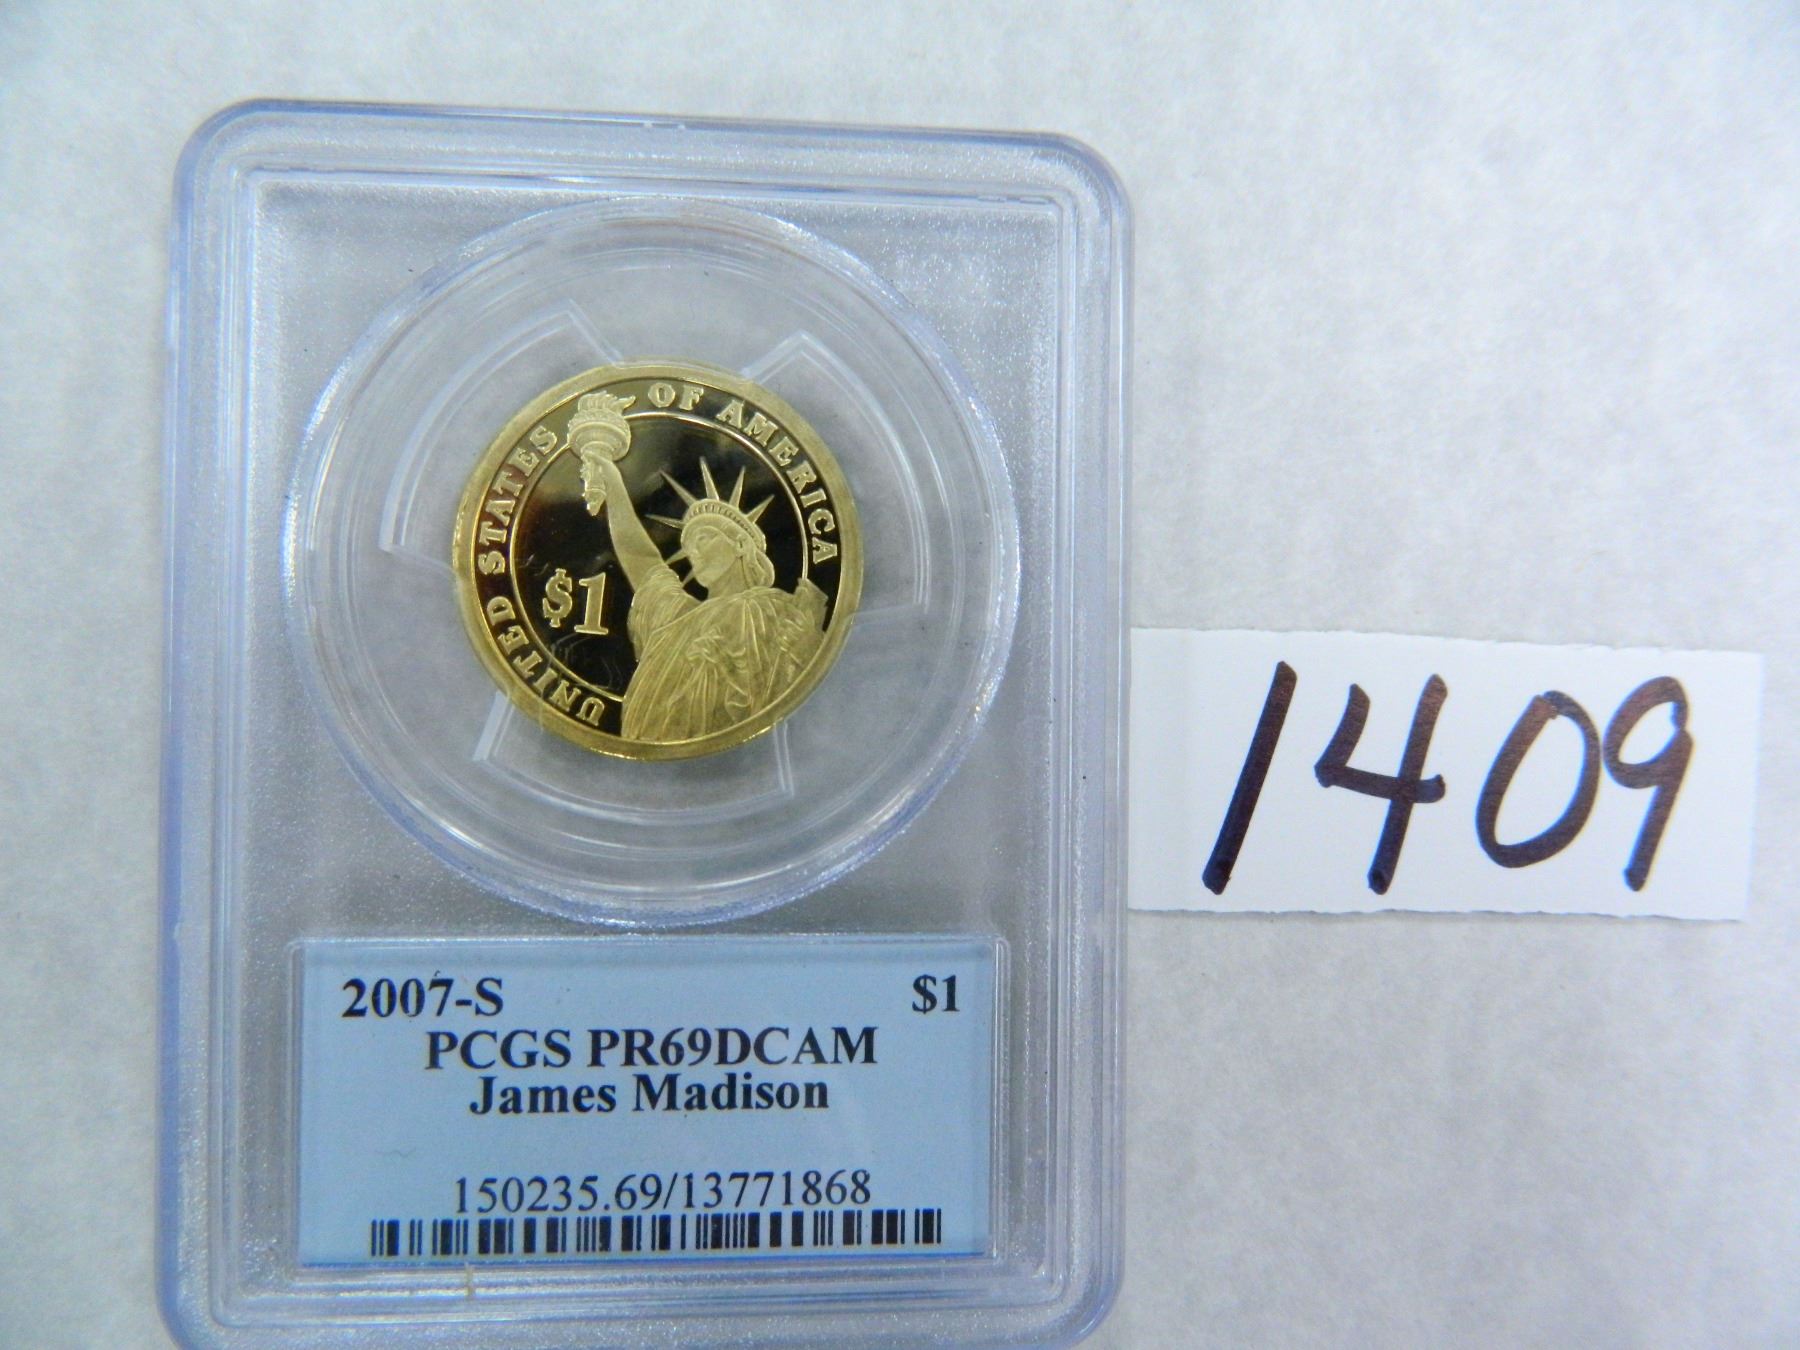 UNITED STATES OF AMERICA
$1
1409
2007-S $1
PCGS PR69DCAM
James Madison
150235.69/13771868